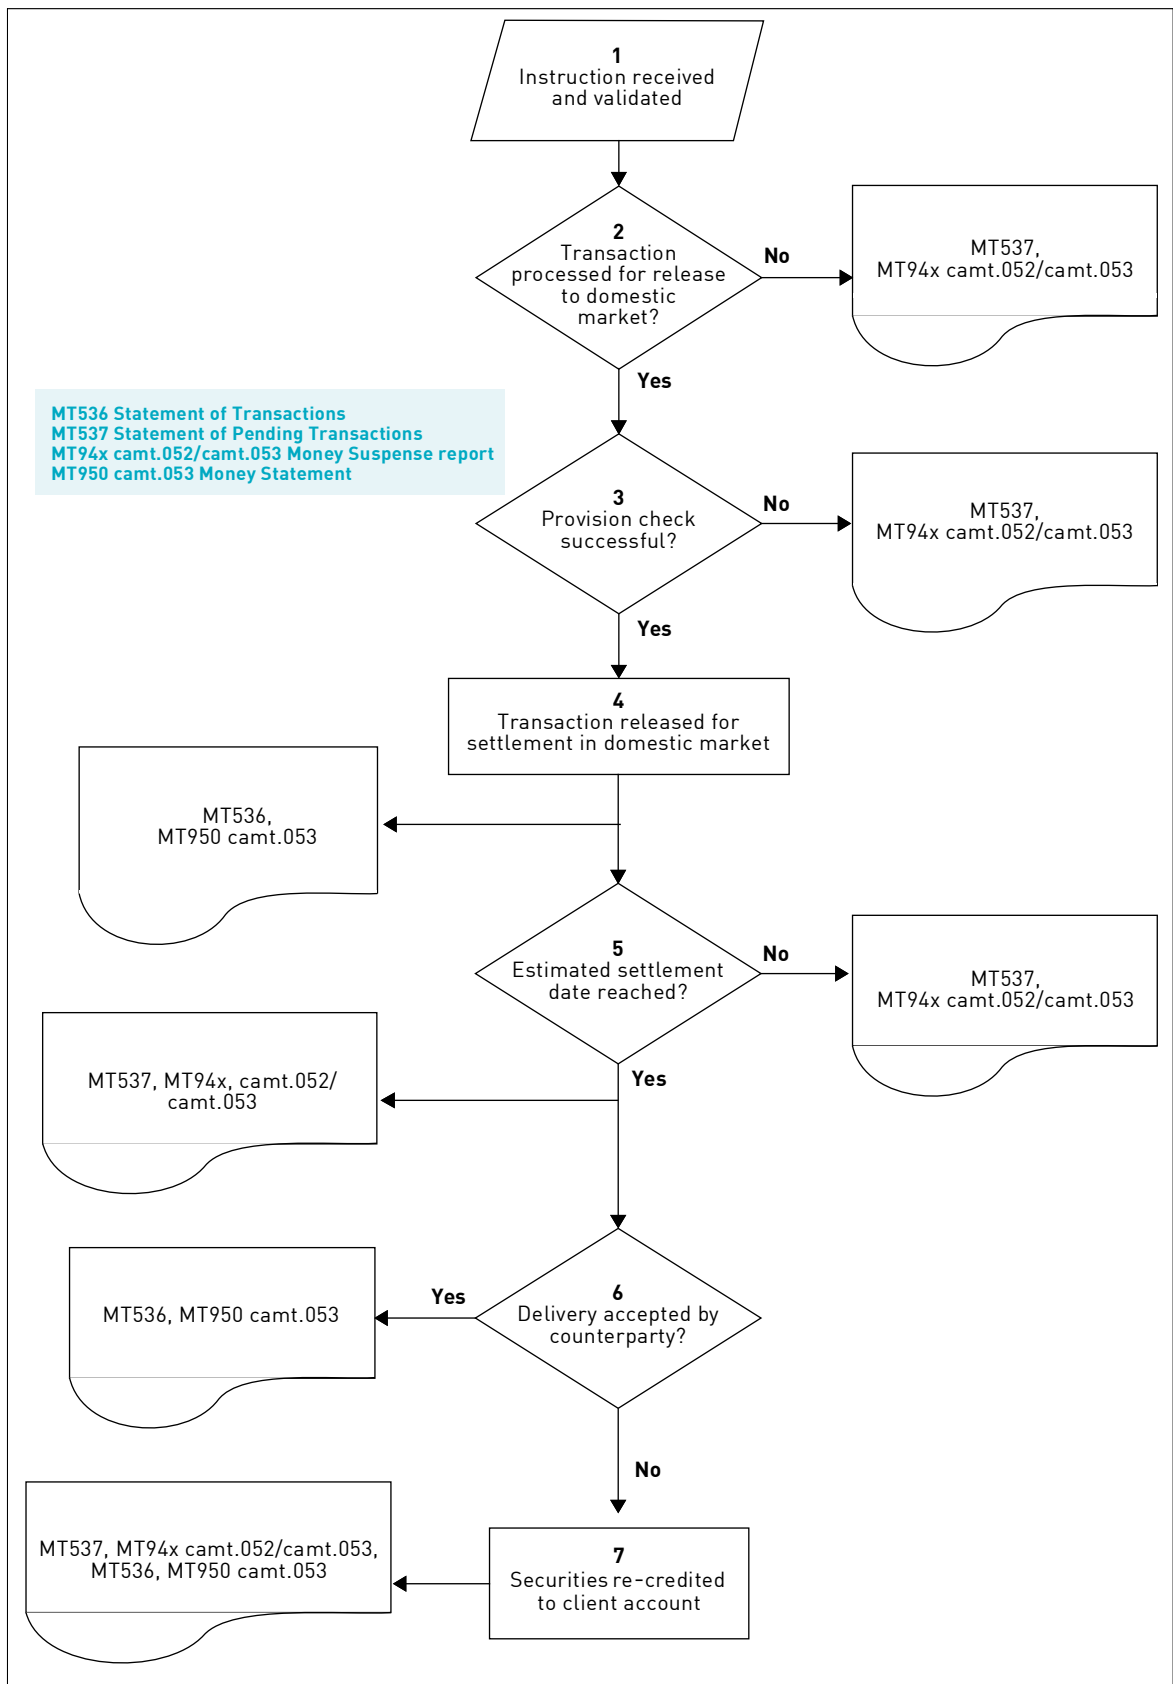 1
Instruction received
and validated
2
Transaction
processed for release
to domestic
market?
No
MT537,
MT94x camt.052/camt.053
Yes
MT536 Statement of Transactions
MT537 Statement of Pending Transactions
MT94x camt.052/camt.053 Money Suspense report
MT950 camt.053 Money Statement
3
Provision check
successful?
No
MT537,
MT94x camt.052/camt.053
Yes
4
Transaction released for
settlement in domestic market
MT536,
MT950 camt.053
5
Estimated settlement
date reached?
No
MT537,
MT94x camt.052/camt.053
Yes
MT537, MT94x, camt.052/
camt.053
6
Delivery accepted by
counterparty?
Yes
MT536, MT950 camt.053
No
7
Securities re-credited
to client account
MT537, MT94x camt.052/camt.053,
MT536, MT950 camt.053